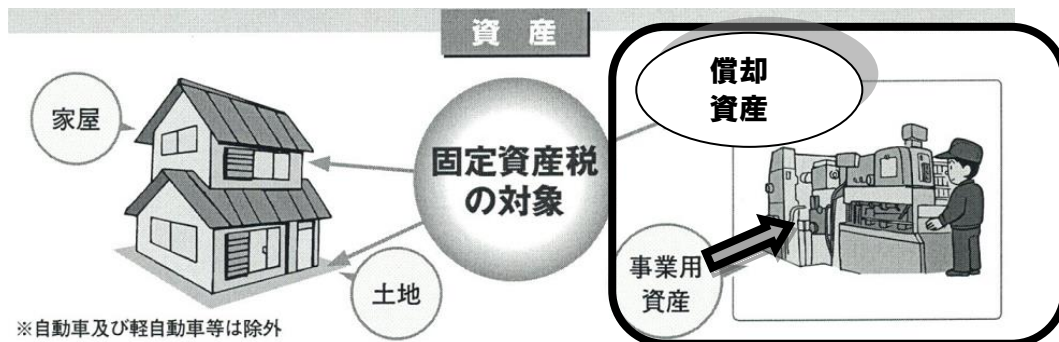 資産
家屋
固定資産税
の対象
償却
資産
事業用
資産
土地
※自動車及び軽自動車等は除外